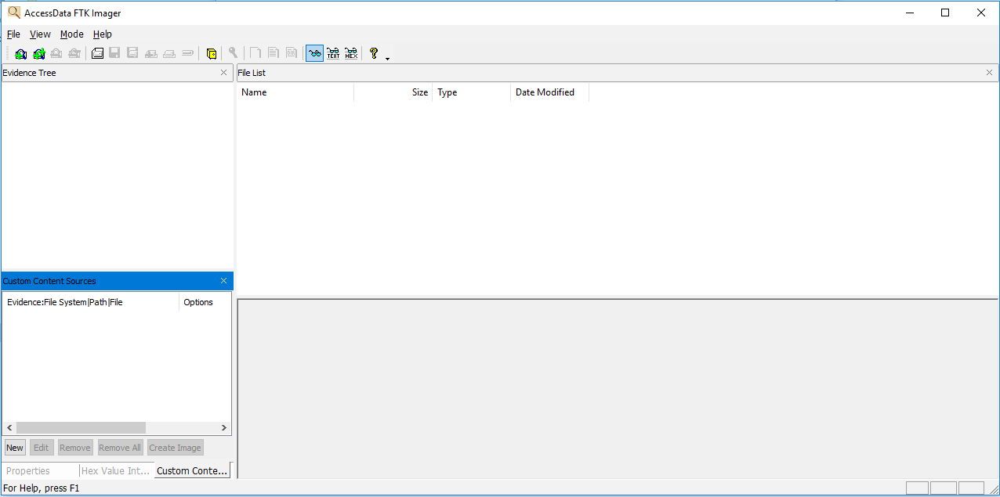 AccessData FTK Imager
File View Mode Help
TEXT HEX
Evidence Tree
File List
Name Size Type Date Modified
Custom Content Sources
Evidence:File System|Path|File Options
New Edit Remove Remove All Create Image
Properties Hex Value Int... Custom Conte...
For Help, press F1